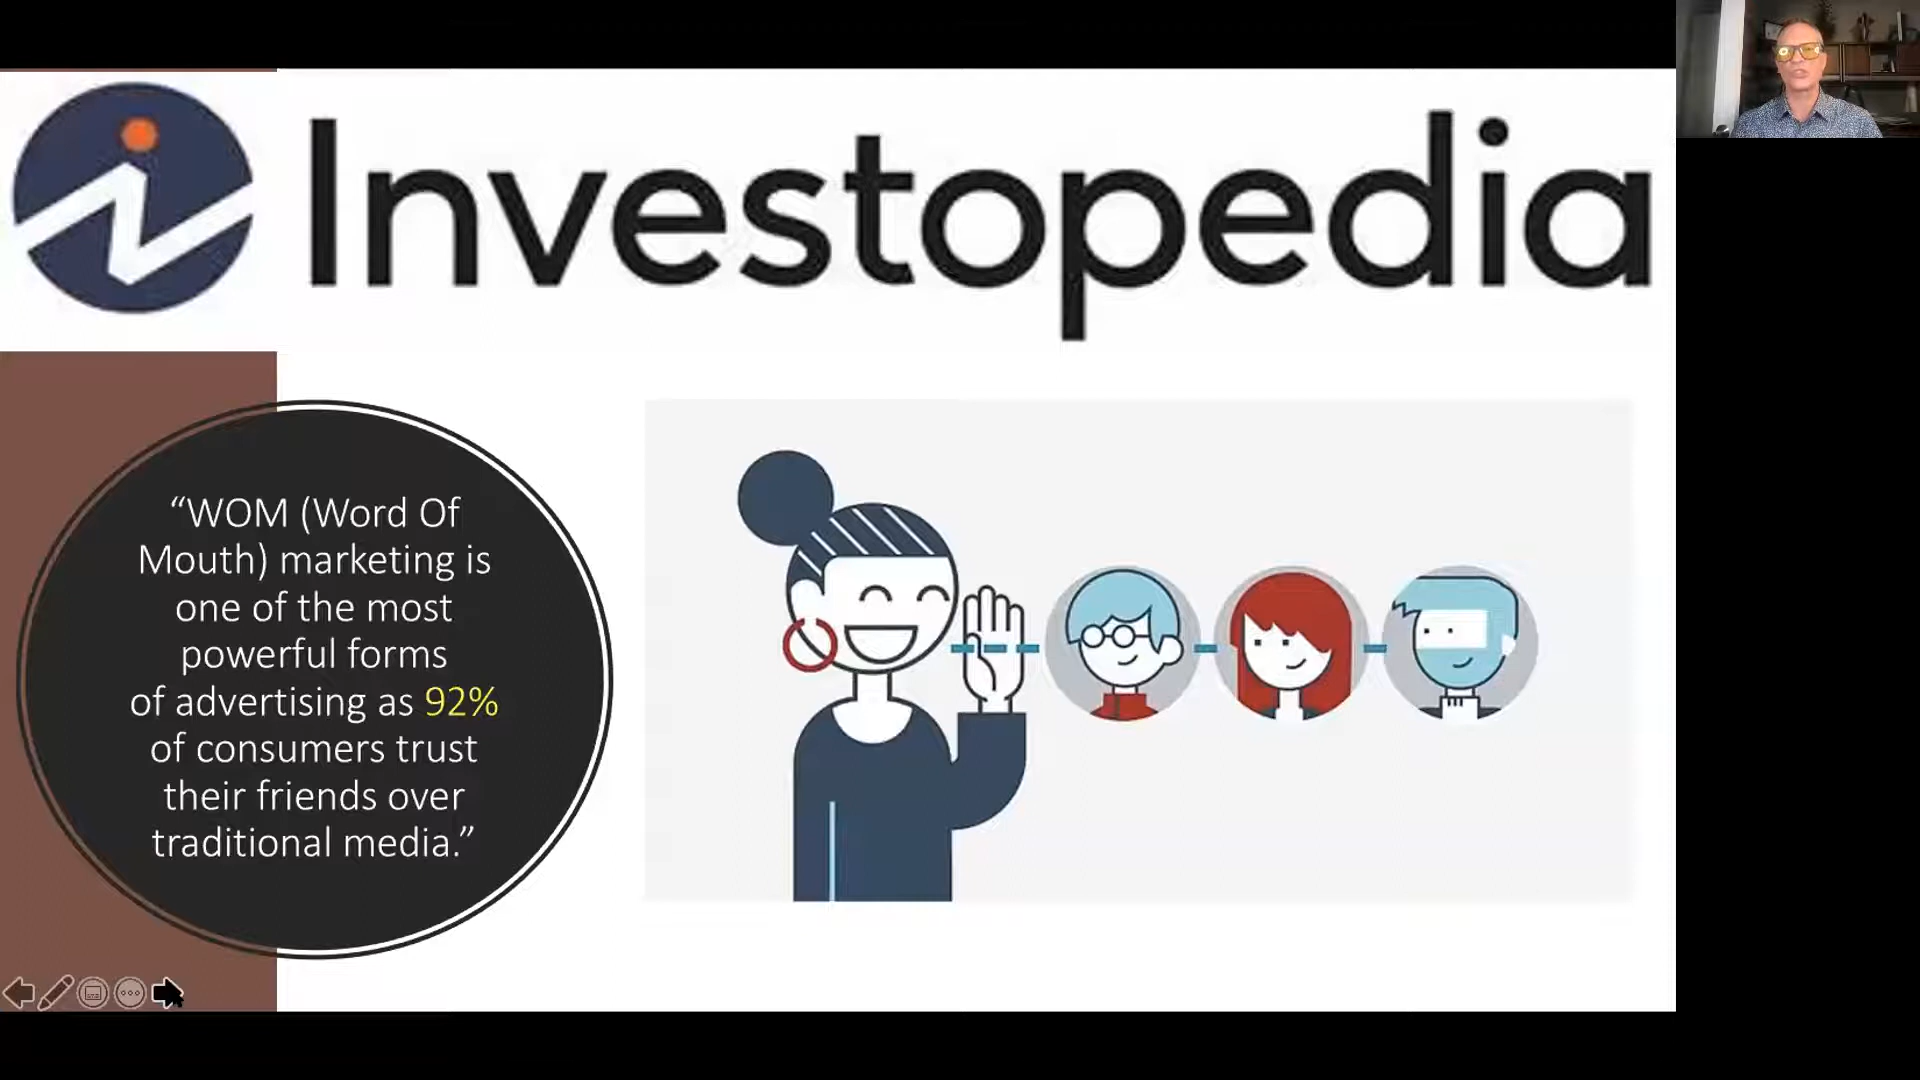 Investopedia
“WOM (Word Of
Mouth) marketing is
one of the most
powerful forms
of advertising as 92%
of consumers trust
their friends over
traditional media.”